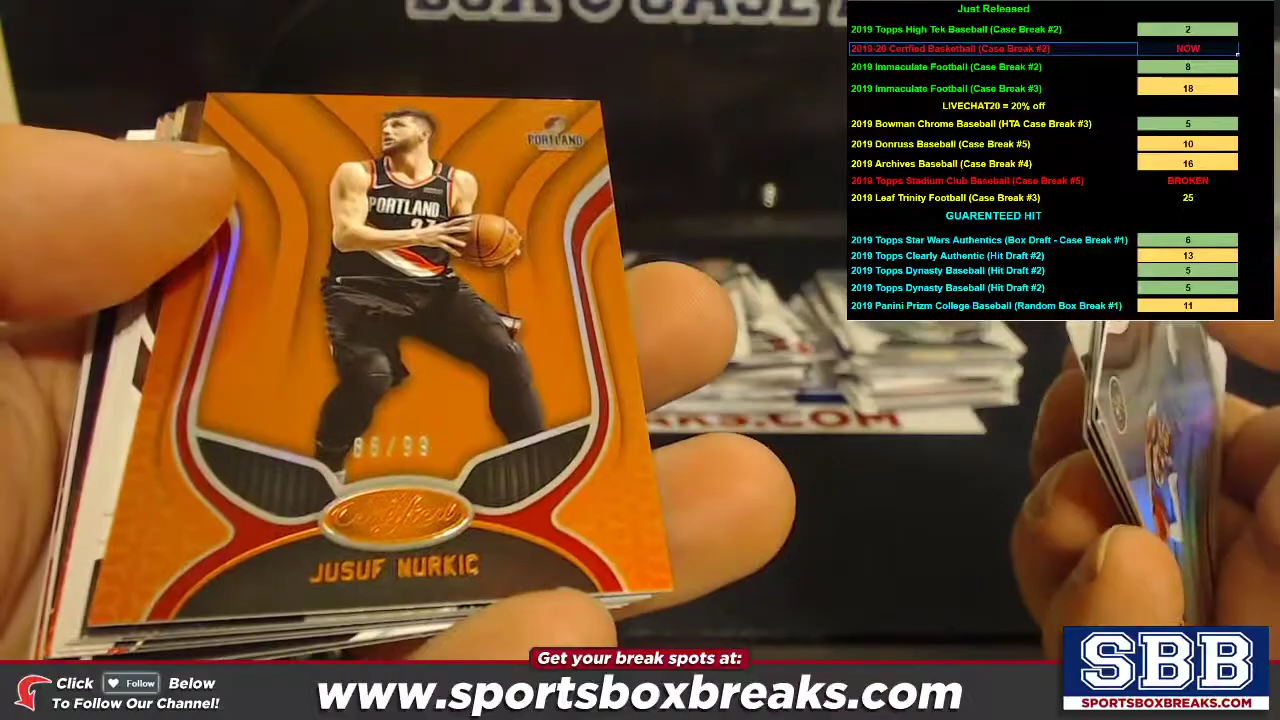 Just Released
2019 Topps High Tek Baseball (Case Break #2) 2
2019-20 Certified Basketball (Case Break #2) NOW
2019 Immaculate Football (Case Break #2) 8
2019 Immaculate Football (Case Break #3) 18
LIVECHAT20 = 20% off
2019 Bowman Chrome Baseball (HTA Case Break #3) 5
2019 Donruss Baseball (Case Break #5) 10
2019 Archives Baseball (Case Break #4) 16
2019 Topps Stadium Club Baseball (Case Break #5) BROKEN
2019 Leaf Trinity Football (Case Break #3) 25
GUARENTEED HIT
2019 Topps Star Wars Authentics (Box Draft - Case Break #1) 6
2019 Topps Clearly Authentic (Hit Draft #2) 13
2019 Topps Dynasty Baseball (Hit Draft #2) 5
2019 Topps Dynasty Baseball (Hit Draft #2) 5
2019 Panini Prizm College Baseball (Random Box Break #1) 11
PORTLAND
PORTLAND
Certified
JUSUF NURKIC
.COM
Get your break spots at:
www.sportsboxbreaks.com
Click Follow Below
To Follow Our Channel!
SBB
SPORTSBOXBREAKS.COM